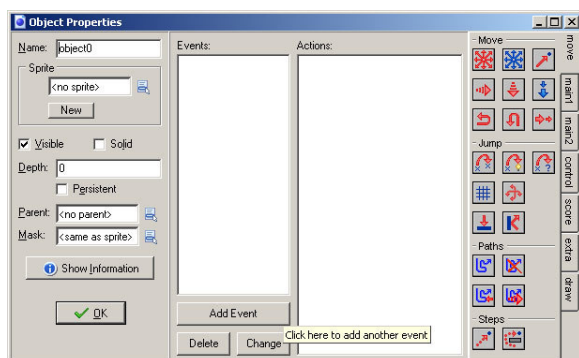 Object Properties
Name: object0
Sprite
<no sprite>
New
Visible
Solid
Depth: 0
Persistent
Parent: <no parent>
Mask: <same as sprite>
Show Information
OK
Events:
Add Event
Delete
Change
Click here to add another event
Actions:
Move
Jump
Paths
Steps
move
main1
main2
control
score
extra
draw